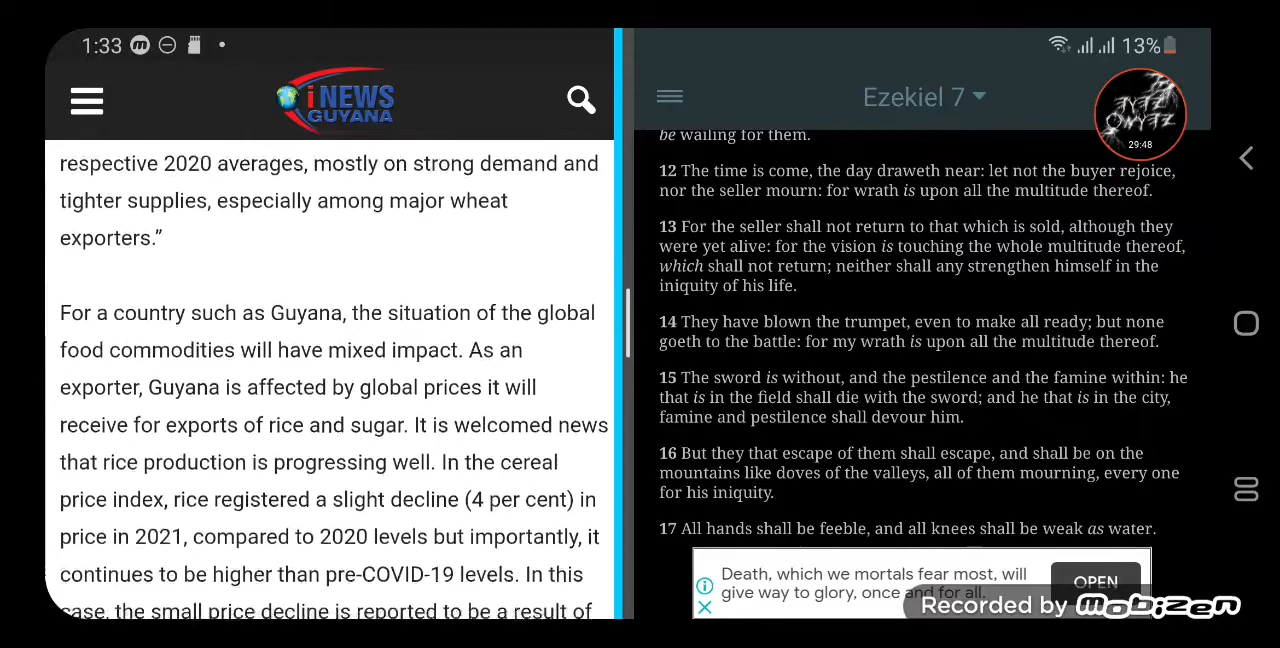 1:33
13%
i NEWS
GUYANA
respective 2020 averages, mostly on strong demand and
tighter supplies, especially among major wheat
exporters.”
For a country such as Guyana, the situation of the global
food commodities will have mixed impact. As an
exporter, Guyana is affected by global prices it will
receive for exports of rice and sugar. It is welcomed news
that rice production is progressing well. In the cereal
price index, rice registered a slight decline (4 per cent) in
price in 2021, compared to 2020 levels but importantly, it
continues to be higher than pre-COVID-19 levels. In this
case, the small price decline is reported to be a result of
Ezekiel 7
29:48
be wailing for them.
12 The time is come, the day draweth near: let not the buyer rejoice,
nor the seller mourn: for wrath is upon all the multitude thereof.
13 For the seller shall not return to that which is sold, although they
were yet alive: for the vision is touching the whole multitude thereof,
which shall not return; neither shall any strengthen himself in the
iniquity of his life.
14 They have blown the trumpet, even to make all ready; but none
goeth to the battle: for my wrath is upon all the multitude thereof.
15 The sword is without, and the pestilence and the famine within: he
that is in the field shall die with the sword; and he that is in the city,
famine and pestilence shall devour him.
16 But they that escape of them shall escape, and shall be on the
mountains like doves of the valleys, all of them mourning, every one
for his iniquity.
17 All hands shall be feeble, and all knees shall be weak as water.
Death, which we mortals fear most, will
give way to glory, once and for all.
OPEN
Recorded by mobizen